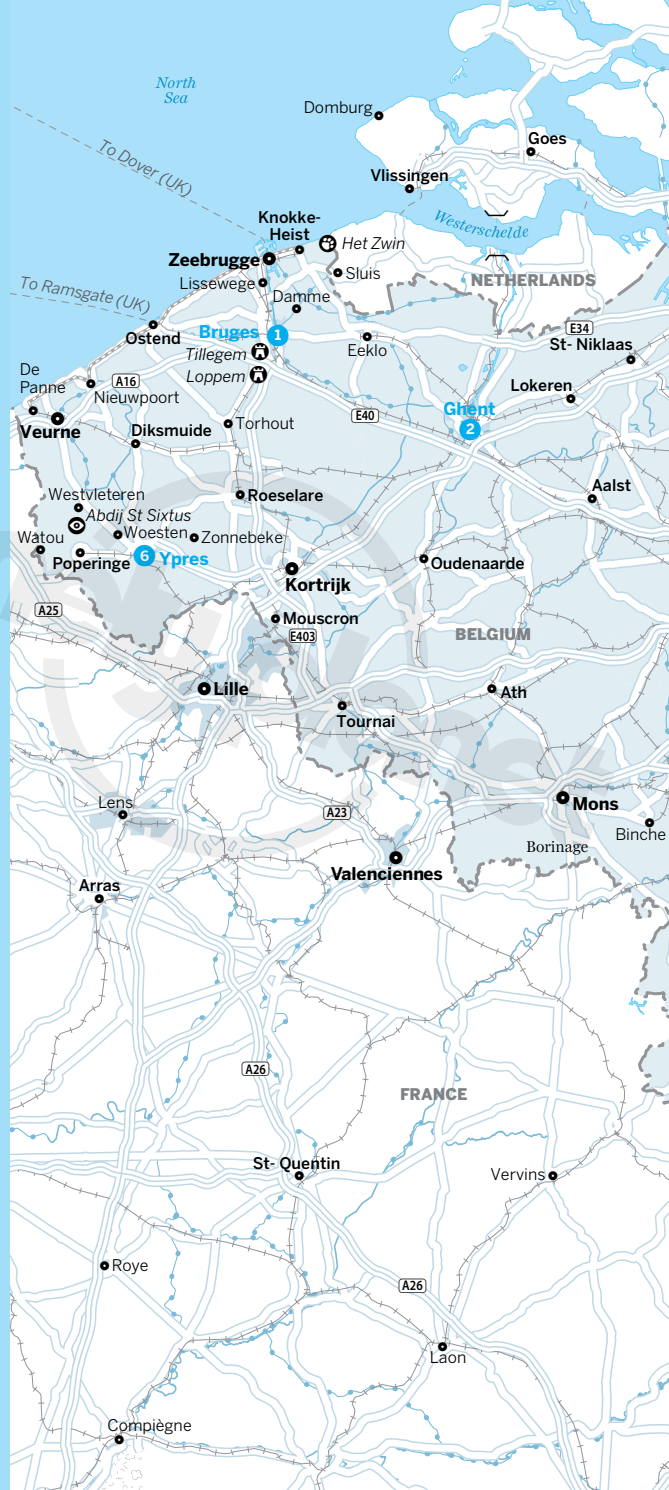 North
Sea
Domburg
Goes
To Dover (UK)
Vlissingen
Knokke-
Heist
Westerschelde
Het Zwin
Zeebrugge
Sluis
NETHERLANDS
Lissewege
To Ramsgate (UK)
Damme
E34
Ostend
Bruges
1
St- Niklaas
Tillegem
Eeklo
De
Panne
Loppem
A16
Nieuwpoort
Lokeren
Ghent
E40
2
Veurne
Diksmuide
Torhout
Westvleteren
Roeselare
Aalst
Abdij St Sixtus
Watou
Woesten
Zonnebeke
Poperinge
6
Ypres
Oudenaarde
Kortrijk
A25
Mouscron
E403
BELGIUM
Lille
Ath
Tournai
Lens
A23
Mons
Binche
Borinage
Valenciennes
Arras
A26
FRANCE
St- Quentin
Vervins
Roye
A26
Laon
Compiègne